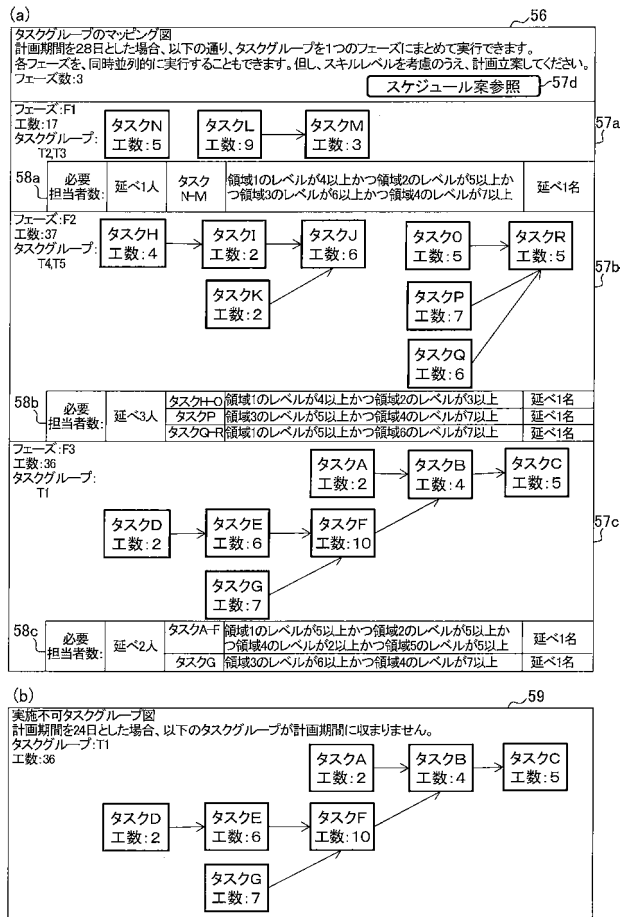 (a)
56
タスクグループのマッピング図
計画期間を28日とした場合、以下の通り、タスクグループを1つのフェーズにまとめて実行できます。
各フェーズを、同時並列的に実行することもできます。但し、スキルレベルを考慮のうえ、計画立案してください。
フェーズ数:3
スケジュール案参照
57d
フェーズ:F1
工数:17
タスクグループ:
T2,T3
タスクN
工数:5
タスクL
工数:9
タスクM
工数:3
57a
58a
必要
担当者数:
延べ1人
タスク
N-M
領域1のレベルが4以上かつ領域2のレベルが5以上か
つ領域3のレベルが6以上かつ領域4のレベルが7以上
延べ1名
フェーズ:F2
工数:37
タスクグループ:
T4,T5
タスクH
工数:4
タスクI
工数:2
タスクJ
工数:6
タスクO
工数:5
タスクR
工数:5
57b
タスクK
工数:2
タスクP
工数:7
タスクQ
工数:6
58b
必要
担当者数:
延べ3人
タスクH-O
領域1のレベルが4以上かつ領域2のレベルが3以上
延べ1名
タスクP
領域3のレベルが5以上かつ領域4のレベルが7以上
延べ1名
タスクQ-R
領域1のレベルが5以上かつ領域6のレベルが7以上
延べ1名
フェーズ:F3
工数:36
タスクグループ:
T1
タスクA
工数:2
タスクB
工数:4
タスクC
工数:5
57c
タスクD
工数:2
タスクE
工数:6
タスクF
工数:10
タスクG
工数:7
58c
必要
担当者数:
延べ2人
タスクA-F
領域1のレベルが5以上かつ領域2のレベルが5以上か
つ領域4のレベルが2以上かつ領域5のレベルが5以上
延べ1名
タスクG
領域3のレベルが6以上かつ領域4のレベルが7以上
延べ1名
(b)
59
実施不可タスクグループ図
計画期間を24日とした場合、以下のタスクグループが計画期間に収まりません。
タスクグループ:T1
工数:36
タスクA
工数:2
タスクB
工数:4
タスクC
工数:5
タスクD
工数:2
タスクE
工数:6
タスクF
工数:10
タスクG
工数:7